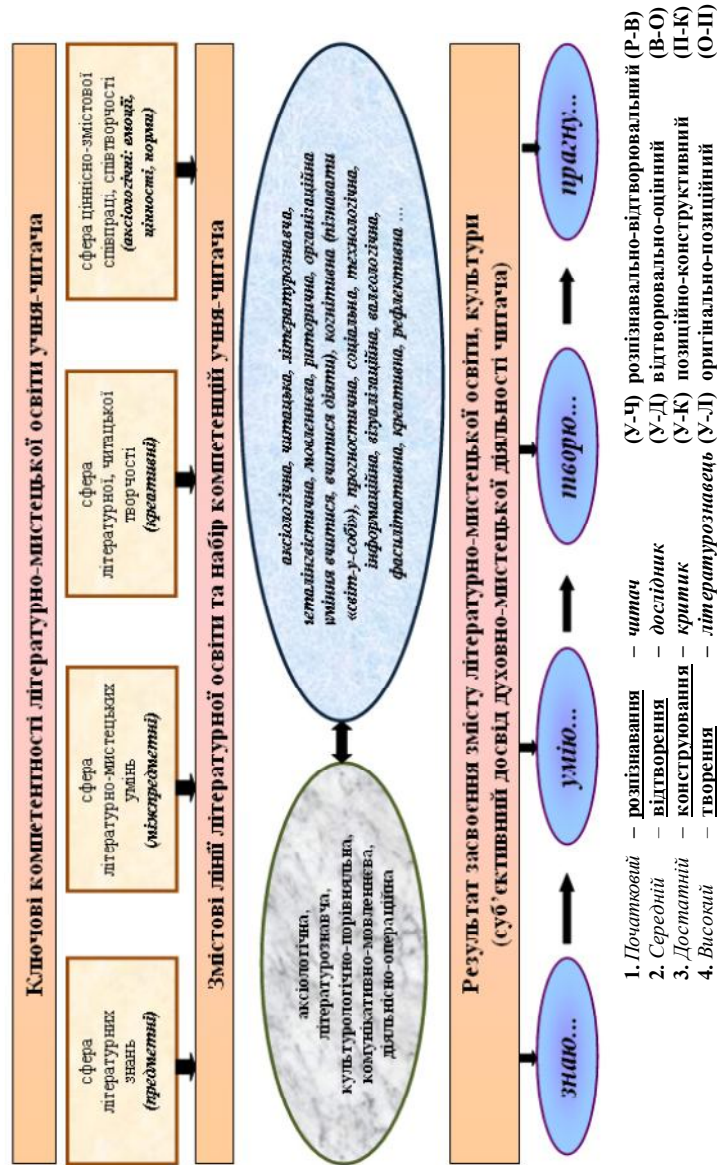 Ключові компетентності літературно-мистецької освіти учня-читача
сфера
літературних
знань
(предметні)
сфера
літературно-мистецьких
умінь
(міжпредметні)
сфера
літературної, читацької
творчості
(креативні)
сфера ціннісно-змістової
співпраці, співтворчості
(аксіологічні: емоції,
цінності, норми)
Змістові лінії літературної освіти та набір компетенцій учня-читача
аксіологічна,
літературознавча,
культурологічно-порівняльна,
комунікативно-мовленнєва,
діяльнісно-операційна
аксіологічна, читацька, літературознавча,
металінгвістична, мовленнєва, риторична, організаційна
уміння вчитися, вчитися діяти), когнітивна (пізнавати
«світ-у-собі»), прогностична, соціальна, технологічна,
інформаційна, візуалізаційна, валеологічна,
фасилітативна, креативна, рефлективна ...
Результат засвоєння змісту літературно-мистецької освіти, культури
(суб’єктивний досвід духовно-мистецької діяльності читача)
знаю...
умію...
творю...
прагну...
1. Початковий – розпізнавання – читач (У-Ч) розпізнавально-відтворювальний (Р-В)
2. Середній – відтворення – дослідник (У-Д) відтворювально-оцінний (В-О)
3. Достатній – конструювання – критик (У-К) позиційно-конструктивний (П-К)
4. Високий – творення – літературознавець (У-Л) оригінально-позиційний (О-П)